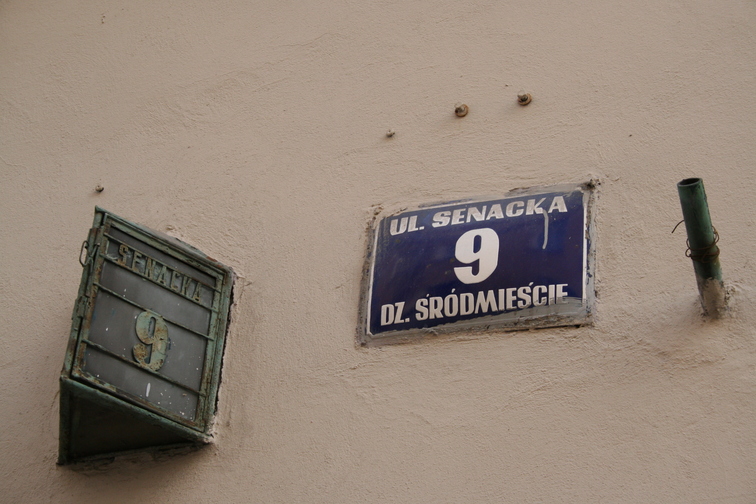 L. SENACKA
9
UL. SENACKA
9
DZ. ŚRÓDMIEŚCIE